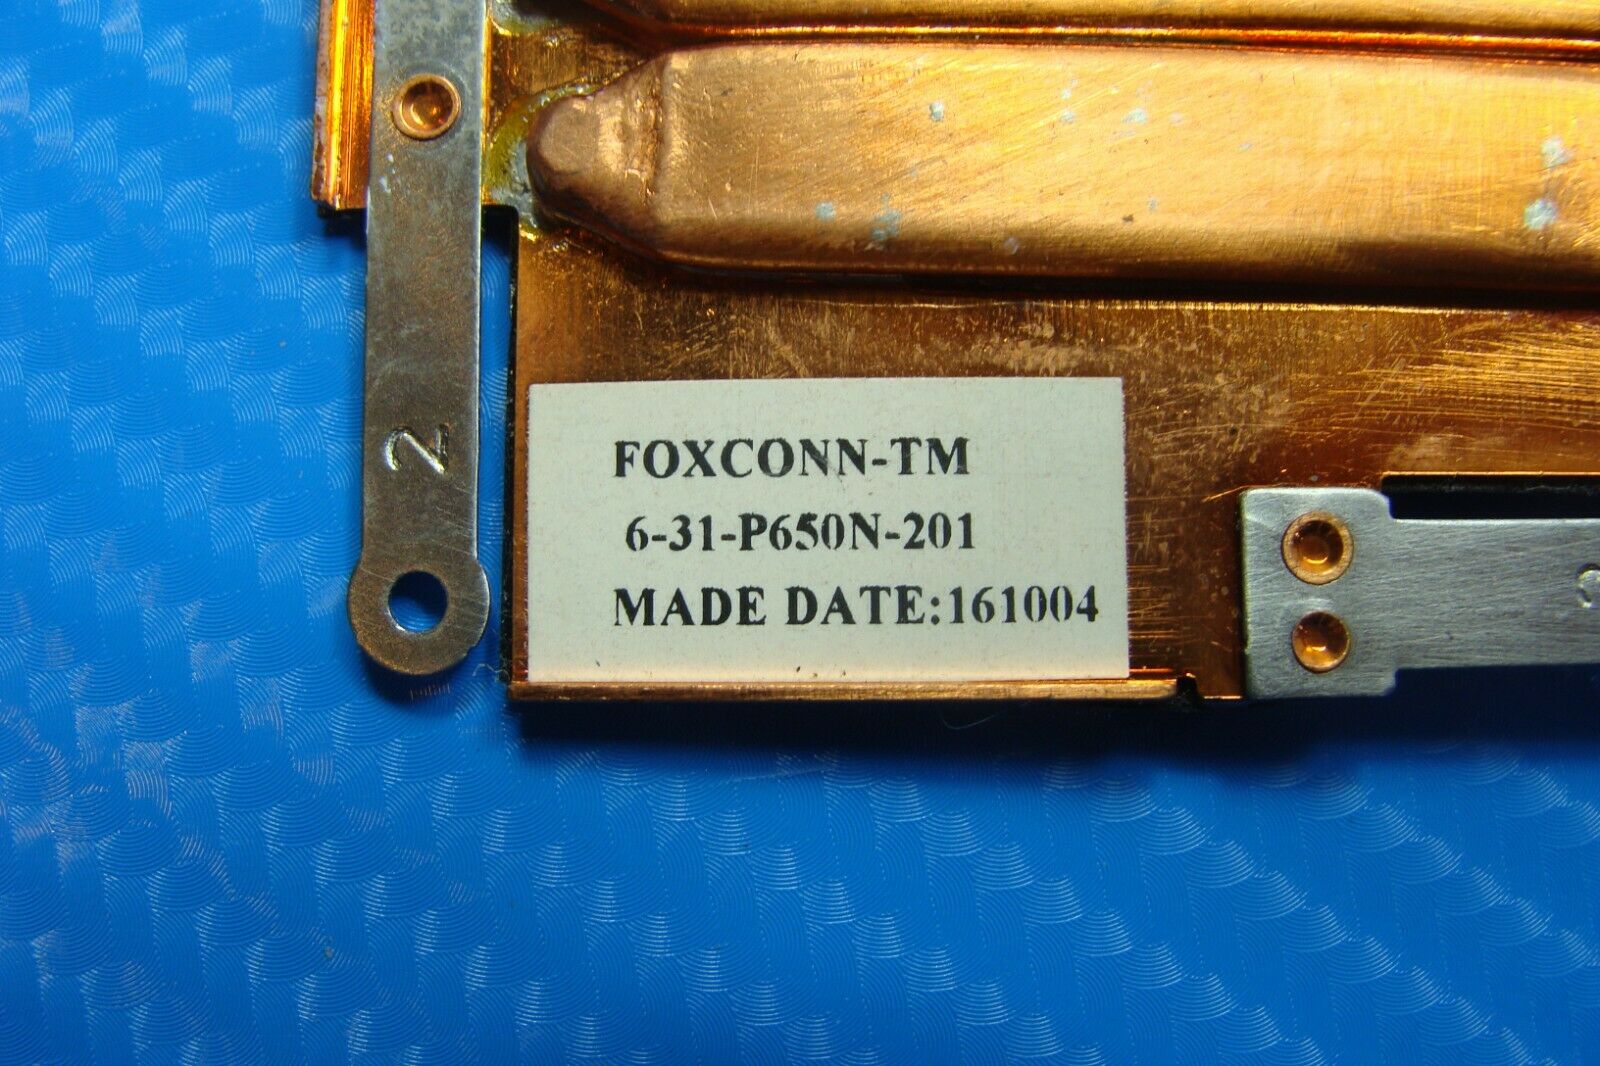 2
FOXCONN-TM
6-31-P650N-201
MADE DATE:161004